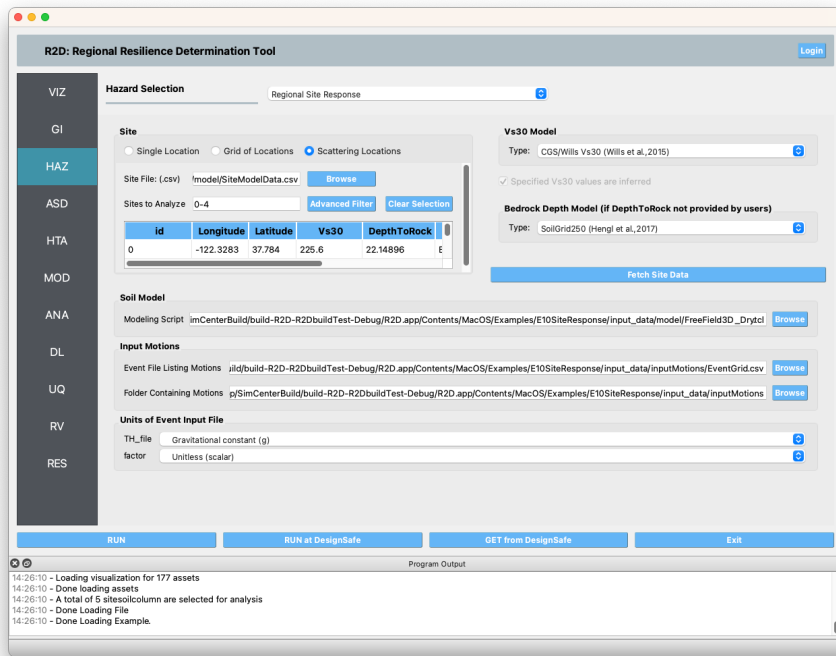 R2D: Regional Resilience Determination Tool
Login
VIZ
GI
HAZ
ASD
HTA
MOD
ANA
DL
UQ
RV
RES
Hazard Selection
Regional Site Response
Site
Single Location Grid of Locations Scattering Locations
Site File: (.csv) /model/SiteModelData.csv Browse
Sites to Analyze 0-4 Advanced Filter Clear Selection
id Longitude Latitude Vs30 DepthToRock
0 -122.3283 37.784 225.6 22.14896
Vs30 Model
Type: CGS/Wills Vs30 (Wills et al.,2015)
Specified Vs30 values are inferred
Bedrock Depth Model (if DepthToRock not provided by users)
Type: SoilGrid250 (Hengl et al.,2017)
Fetch Site Data
Soil Model
Modeling Script imCenterBuild/build-R2D-R2DbuildTest-Debug/R2D.app/Contents/MacOS/Examples/E10SiteResponse/input_data/model/FreeField3D_Dry.tcl Browse
Input Motions
Event File Listing Motions uild/build-R2D-R2DbuildTest-Debug/R2D.app/Contents/MacOS/Examples/E10SiteResponse/input_data/inputMotions/EventGrid.csv Browse
Folder Containing Motions p/SimCenterBuild/build-R2D-R2DbuildTest-Debug/R2D.app/Contents/MacOS/Examples/E10SiteResponse/input_data/inputMotions Browse
Units of Event Input File
TH_file Gravitational constant (g)
factor Unitless (scalar)
RUN RUN at DesignSafe GET from DesignSafe Exit
Program Output
14:26:10 - Loading visualization for 177 assets
14:26:10 - Done loading assets
14:26:10 - A total of 5 sitesoilcolumn are selected for analysis
14:26:10 - Done Loading File
14:26:10 - Done Loading Example.